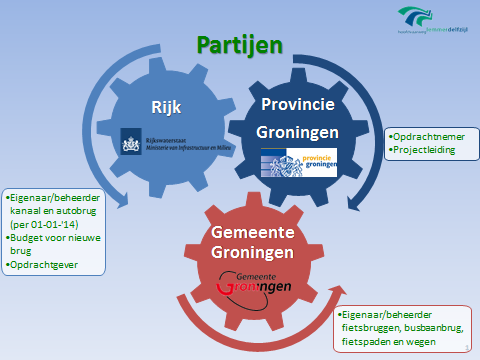 Partijen
Rijk
Rijkswaterstaat
Ministerie van Infrastructuur en Milieu
Provincie
Groningen
provincie
groningen
•Opdrachtnemer
•Projectleiding
•Eigenaar/beheerder
kanaal en autobrug
(per 01-01-'14)
•Budget voor nieuwe
brug
•Opdrachtgever
Gemeente
Groningen
Gemeente
Groningen
•Eigenaar/beheerder
fietsbruggen, busbaanbrug,
fietspaden en wegen